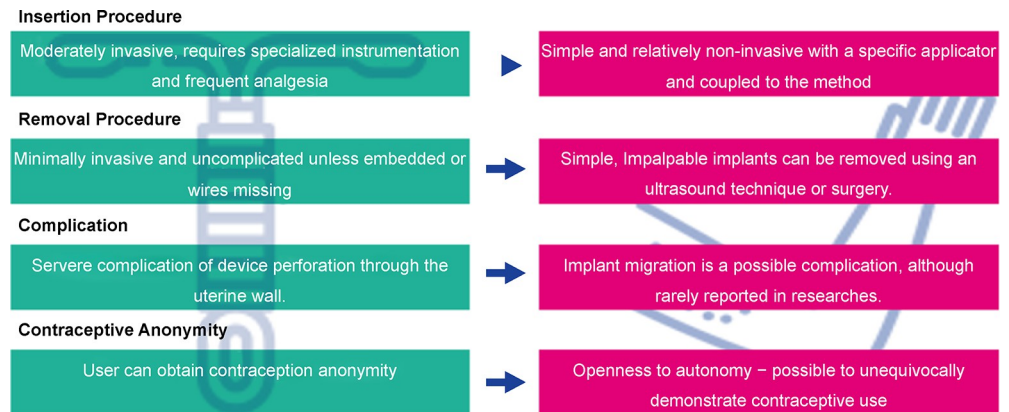 Insertion Procedure
Moderately invasive, requires specialized instrumentation
and frequent analgesia
Simple and relatively non-invasive with a specific applicator
and coupled to the method
Removal Procedure
Minimally invasive and uncomplicated unless embedded or
wires missing
Simple, Impalpable implants can be removed using an
ultrasound technique or surgery.
Complication
Servere complication of device perforation through the
uterine wall.
Implant migration is a possible complication, although
rarely reported in researches.
Contraceptive Anonymity
User can obtain contraception anonymity
Openness to autonomy − possible to unequivocally
demonstrate contraceptive use